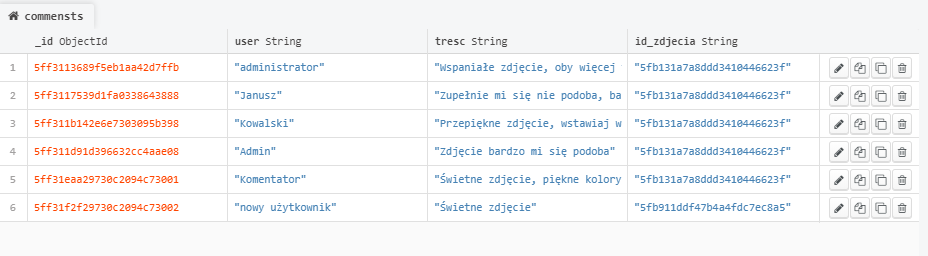 commensts
_id ObjectId user String tresc String id_zdjecia String
1 5ff3113689f5eb1aa42d7ffb "administrator" "Wspaniałe zdjęcie, oby więcej "5fb131a7a8ddd3410446623f"
2 5ff3117539d1fa0338643888 "Janusz" "Zupełnie mi się nie podoba, ba "5fb131a7a8ddd3410446623f"
3 5ff311b142e6e7303095b398 "Kowalski" "Przepiękne zdjęcie, wstawiaj w "5fb131a7a8ddd3410446623f"
4 5ff311d91d396632cc4aae08 "Admin" "Zdjęcie bardzo mi się podoba" "5fb131a7a8ddd3410446623f"
5 5ff31eaa29730c2094c73001 "Komentator" "Świetne zdjęcie, piękne kolory "5fb131a7a8ddd3410446623f"
6 5ff31f2f29730c2094c73002 "nowy użytkownik" "Świetne zdjęcie" "5fb911ddf47b4a4fdc7ec8a5"